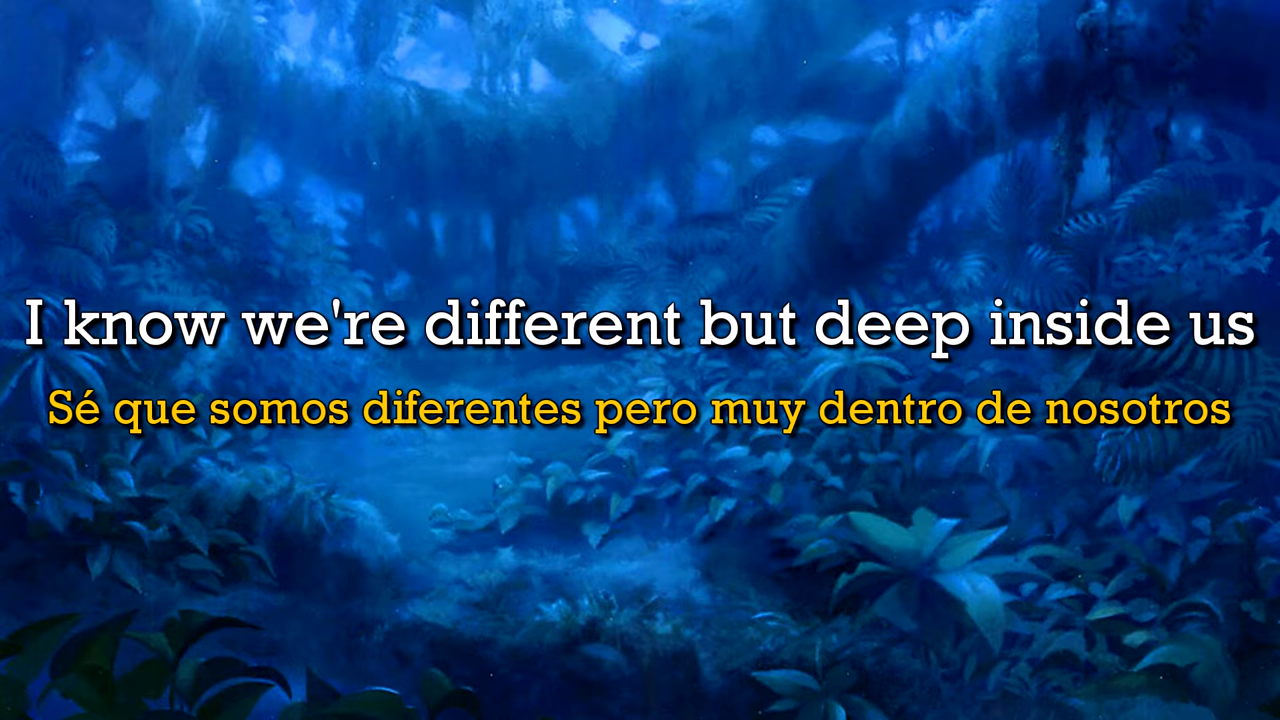 I know we're different but deep inside us
Sé que somos diferentes pero muy dentro de nosotros